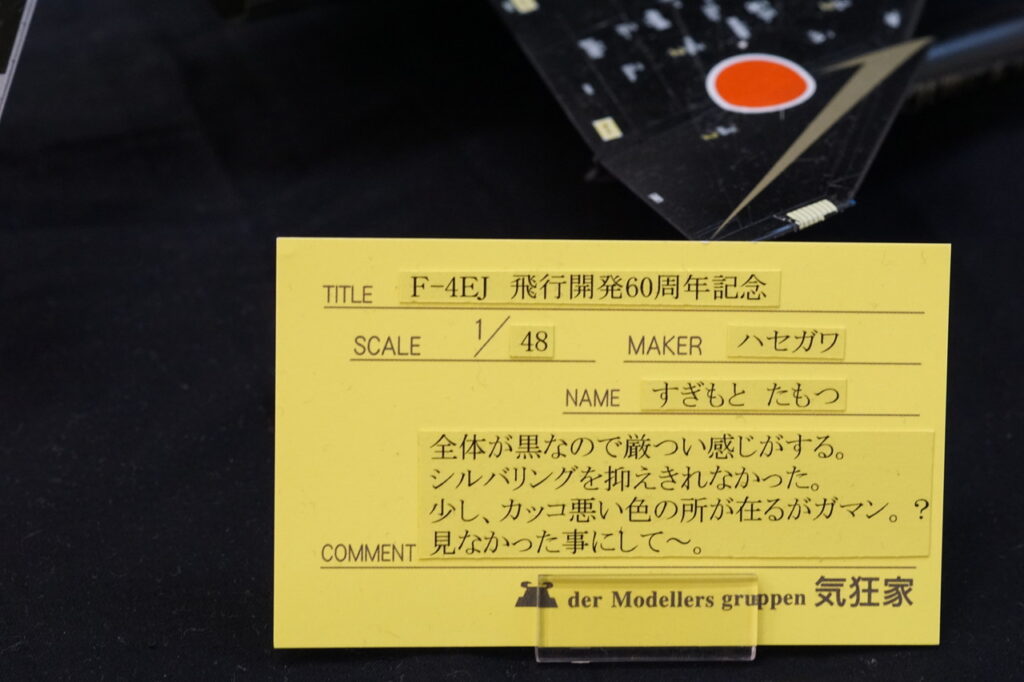 TITLE F-4EJ 飛行開発60周年記念
SCALE 1/48 MAKER ハセガワ
NAME すぎもと たもつ
全体が黒なので厳つい感じがする。
シルバリングを抑えきれなかった。
少し、カッコ悪い色の所が在るがガマン。?
COMMENT 見なかった事にして〜。
der Modellers gruppen 気狂家